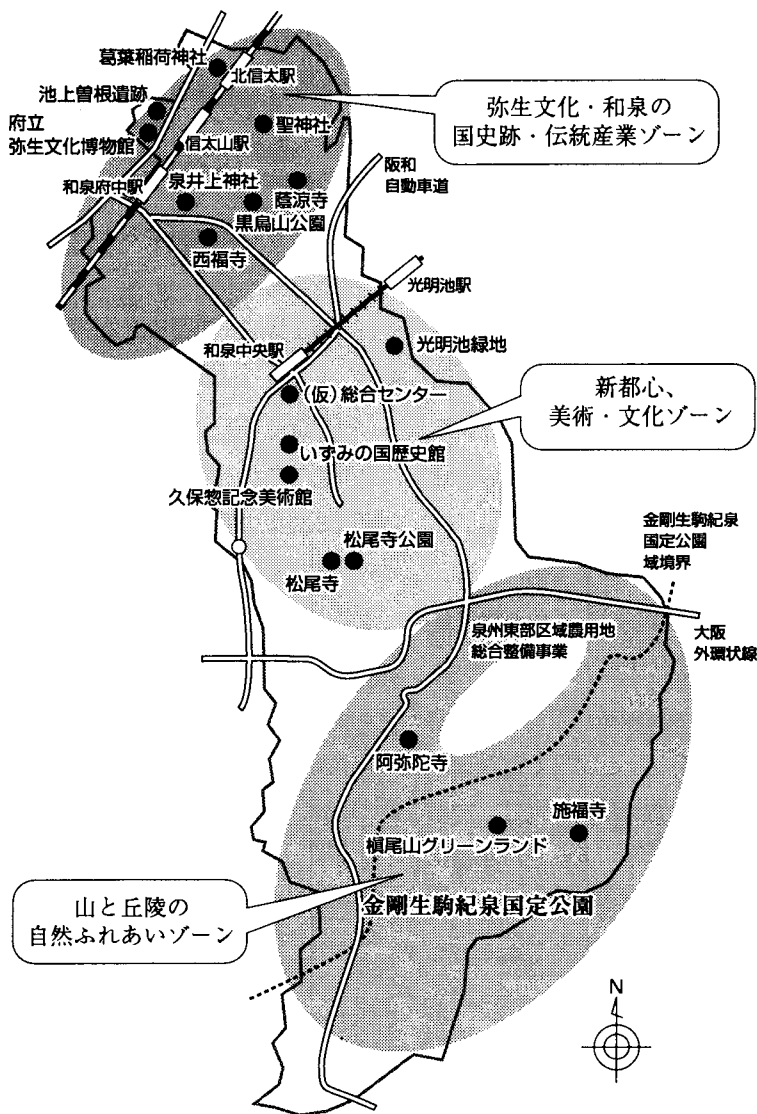 葛葉稲荷神社
北信太駅
池上曽根遺跡
府立
弥生文化博物館
聖神社
信太山駅
弥生文化・和泉の
国史跡・伝統産業ゾーン
和泉府中駅
泉井上神社
蔭涼寺
黒鳥山公園
西福寺
阪和
自動車道
光明池駅
和泉中央駅
光明池緑地
(仮)総合センター
新都心、
美術・文化ゾーン
いずみの国歴史館
久保惣記念美術館
松尾寺公園
松尾寺
金剛生駒紀泉
国定公園
域境界
泉州東部区域農用地
総合整備事業
大阪
外環状線
阿弥陀寺
施福寺
槇尾山グリーンランド
金剛生駒紀泉国定公園
山と丘陵の
自然ふれあいゾーン
N